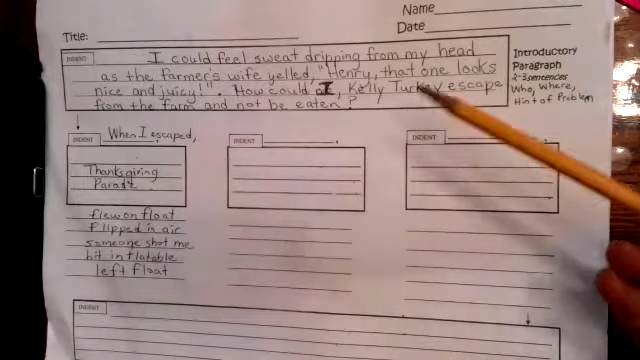 Name
Date
Title:
INDENT
I could feel sweat dripping from my head
as the farmer's wife yelled, "Henry, that one looks
nice and juicy!". How could I, Kelly Turkey escape
from the farm and not be eaten?
Introductory
Paragraph
2-3 sentences
Who, Where,
Hint of Problem
INDENT When I escaped,
Thanksgiving
Parade
flew on float
flipped in air
someone shot me
hit inflatable
left float
INDENT
INDENT
INDENT